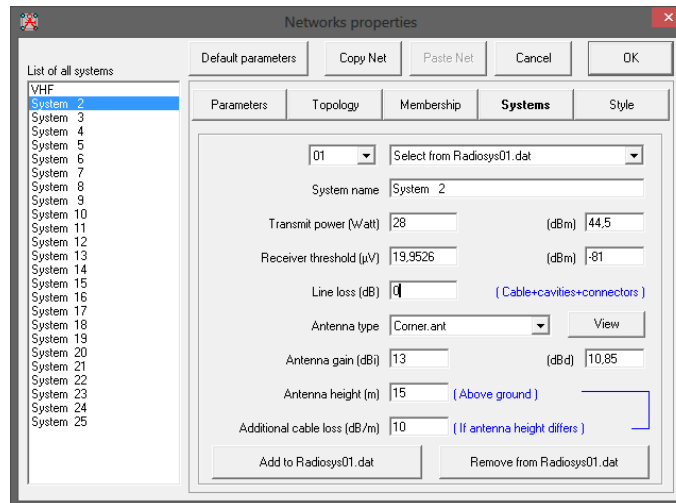 Networks properties
Default parameters Copy Net Paste Net Cancel OK
List of all systems
VHF
System 2
System 3
System 4
System 5
System 6
System 7
System 8
System 9
System 10
System 11
System 12
System 13
System 14
System 15
System 16
System 17
System 18
System 19
System 20
System 21
System 22
System 23
System 24
System 25
Parameters Topology Membership Systems Style
01 Select from Radiosys01.dat
System name System 2
Transmit power (Watt) 28 (dBm) 44,5
Receiver threshold (µV) 19,9526 (dBm) -81
Line loss (dB) 0 ( Cable+cavities+connectors )
Antenna type Corner.ant View
Antenna gain (dBi) 13 (dBd) 10,85
Antenna height (m) 15 ( Above ground )
Additional cable loss (dB/m) 10 ( If antenna height differs )
Add to Radiosys01.dat Remove from Radiosys01.dat